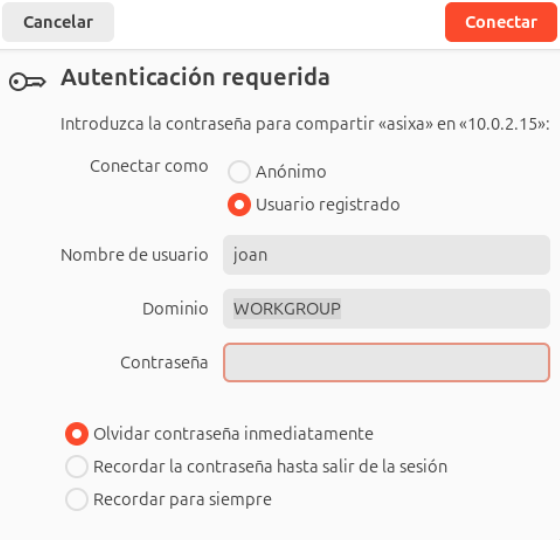 Cancelar
Conectar
Autenticación requerida
Introduzca la contraseña para compartir «asixa» en «10.0.2.15»:
Conectar como
Anónimo
Usuario registrado
Nombre de usuario
joan
Dominio
WORKGROUP
Contraseña
Olvidar contraseña inmediatamente
Recordar la contraseña hasta salir de la sesión
Recordar para siempre